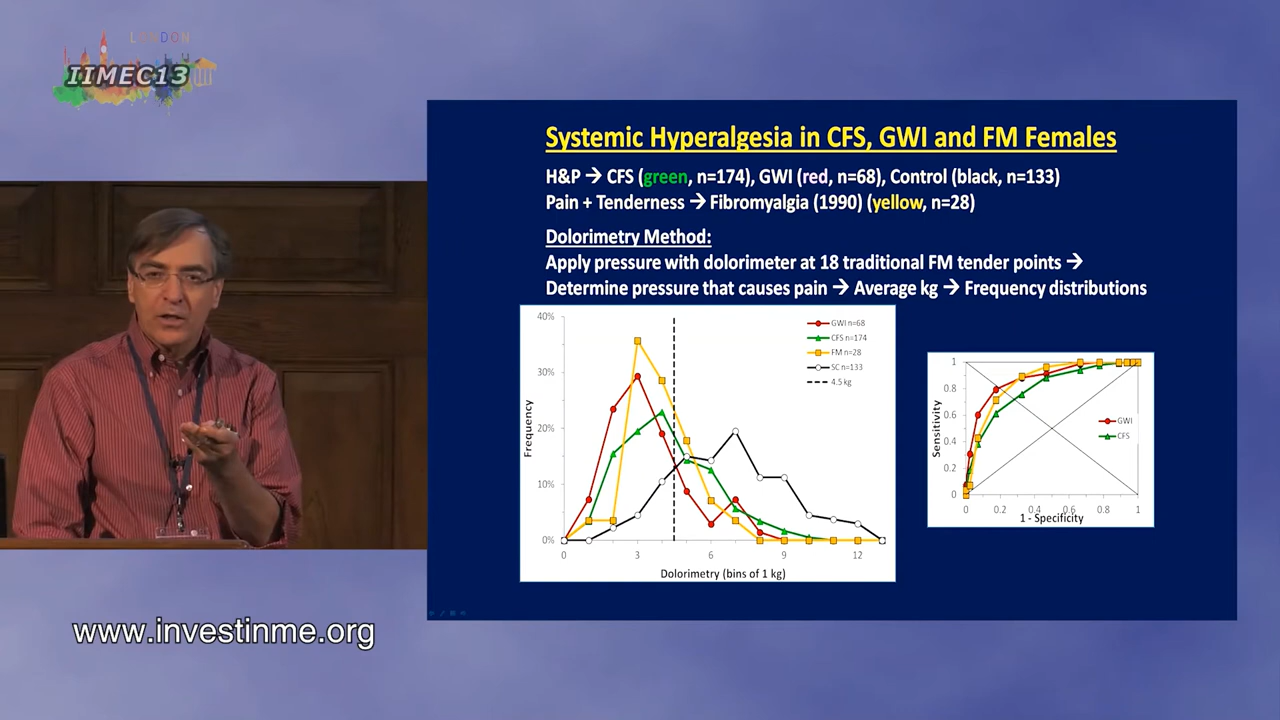 LONDON
IIMEC13
Systemic Hyperalgesia in CFS, GWI and FM Females
H&P → CFS (green, n=174), GWI (red, n=68), Control (black, n=133)
Pain + Tenderness → Fibromyalgia (1990) (yellow, n=28)
Dolorimetry Method:
Apply pressure with dolorimeter at 18 traditional FM tender points →
Determine pressure that causes pain → Average kg → Frequency distributions
40%
30%
20%
10%
0%
Frequency
0 3 6 9 12
Dolorimetry (bins of 1 kg)
GWI n=68
CFS n=174
FM n=28
SC n=133
4.5 kg
1
0.8
0.6
0.4
0.2
0
Sensitivity
0 0.2 0.4 0.6 0.8 1
1 - Specificity
GWI
CFS
www.investinme.org